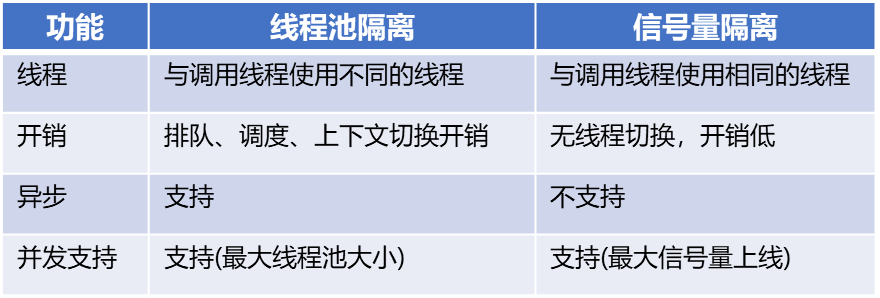 功能 线程池隔离 信号量隔离
线程 与调用线程使用不同的线程 与调用线程使用相同的线程
开销 排队、调度、上下文切换开销 无线程切换，开销低
异步 支持 不支持
并发支持 支持(最大线程池大小) 支持(最大信号量上线)